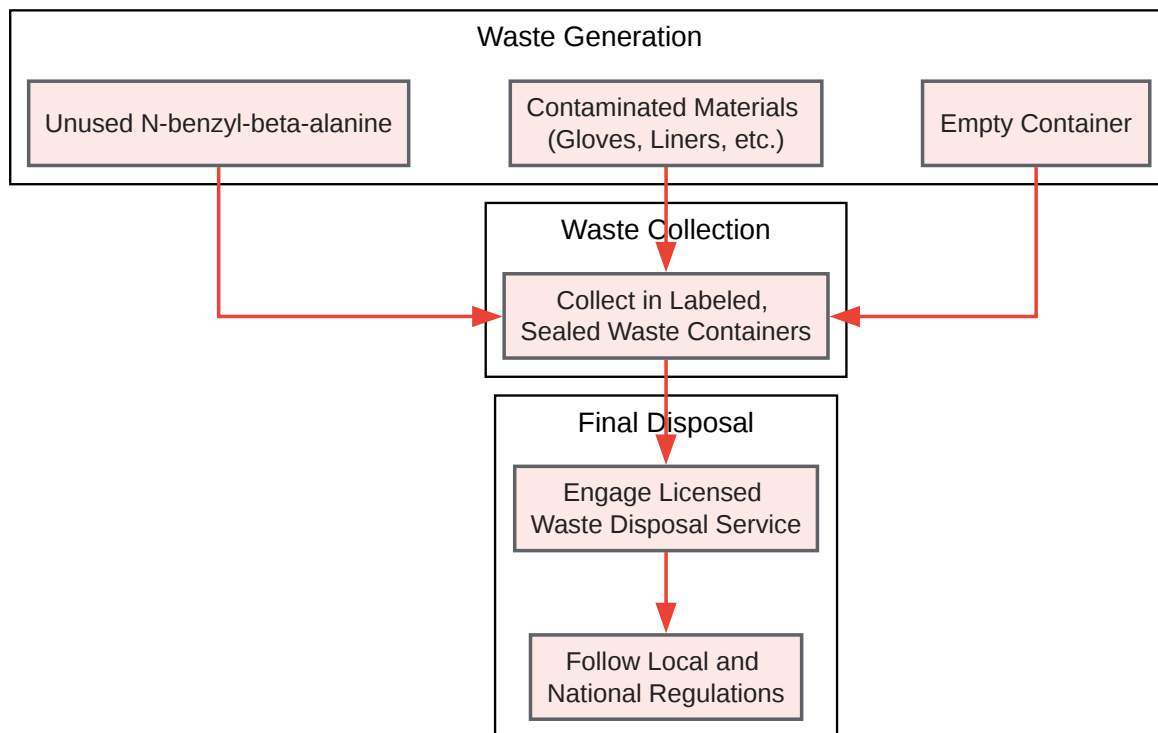 Waste Generation
Unused N-benzyl-beta-alanine
Contaminated Materials
(Gloves, Liners, etc.)
Empty Container
Waste Collection
Collect in Labeled,
Sealed Waste Containers
Final Disposal
Engage Licensed
Waste Disposal Service
Follow Local and
National Regulations